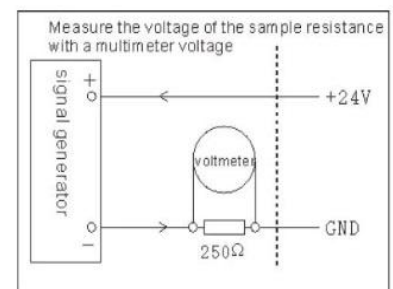 Measure the voltage of the sample resistance
with a multimeter voltage
signal generator
+
+24V
voltmeter
GND
−
250Ω